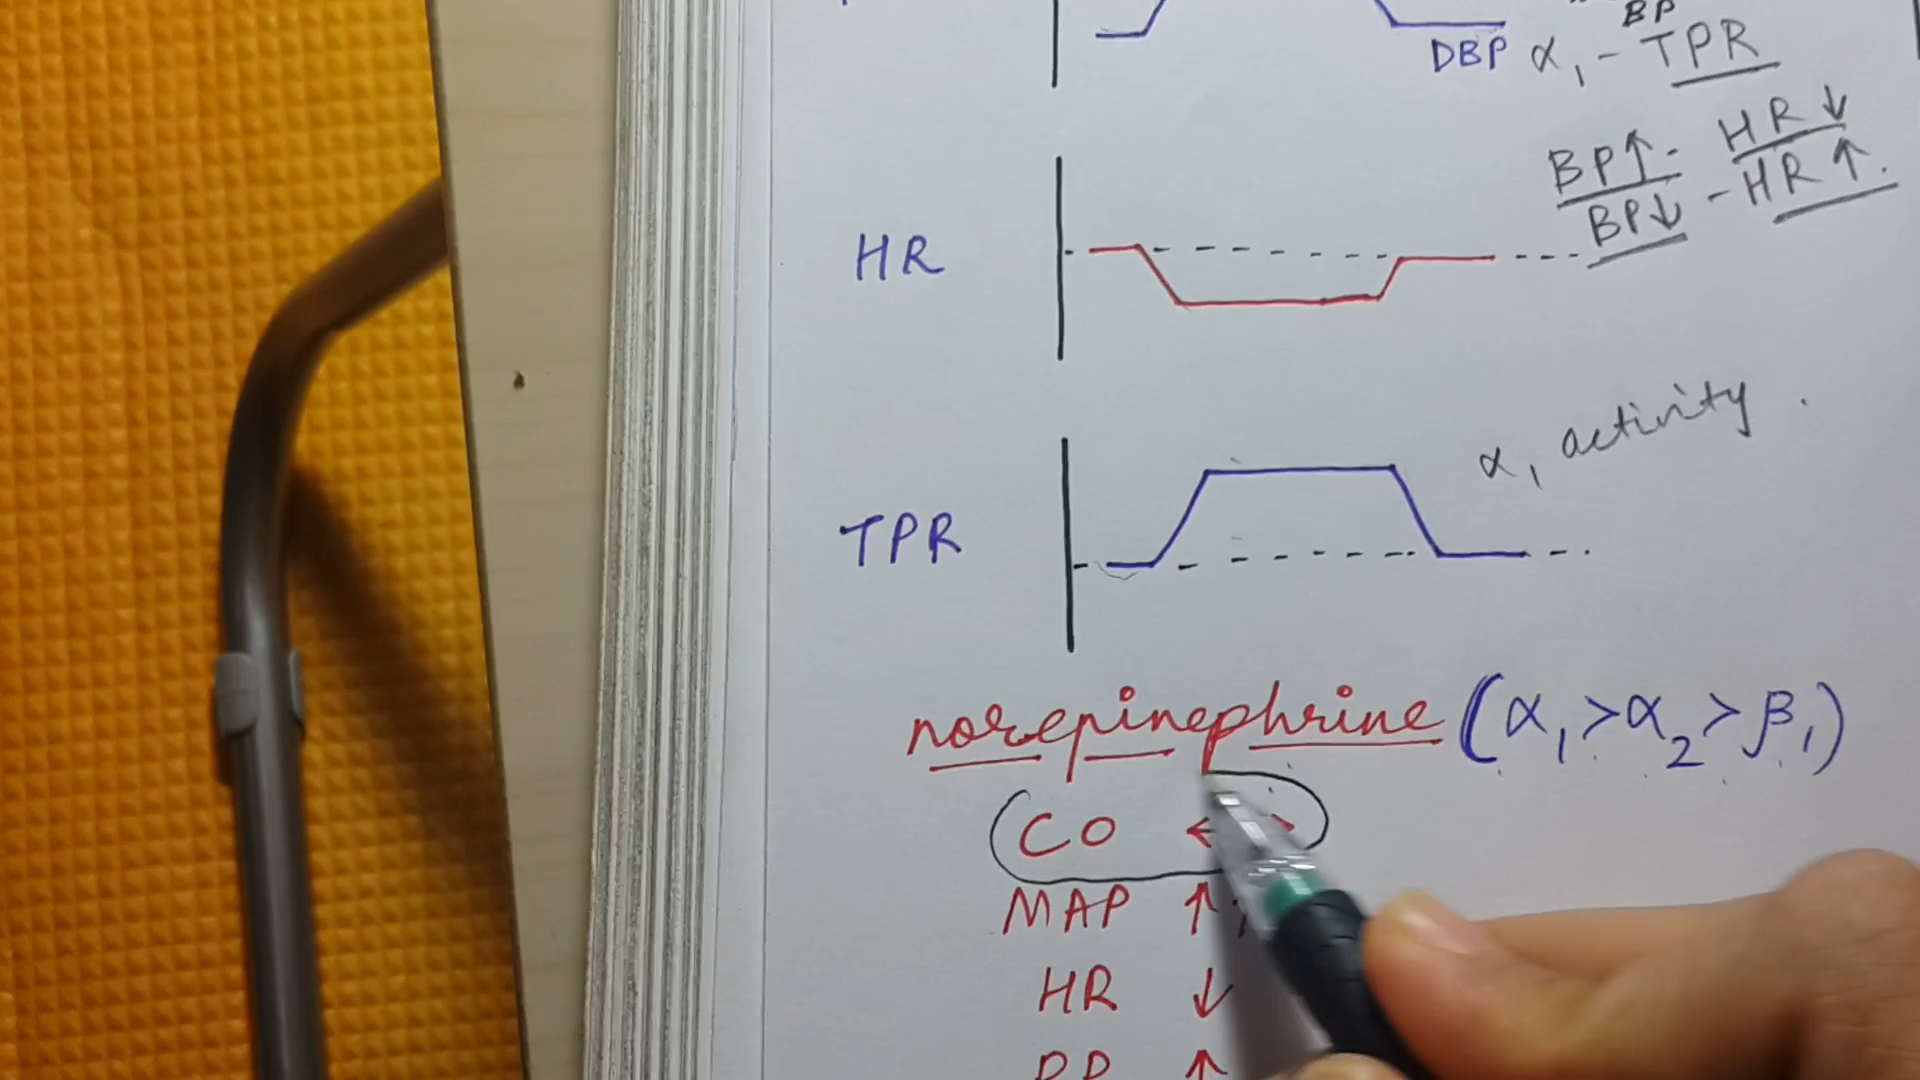 BP
DBP α₁ - TPR
BP↑ - HR↓
BP↓ - HR↑.
HR
α₁ activity.
TPR
norepinephrine (α₁>α₂>β₁)
CO
MAP ↑
HR ↓
PP ↑